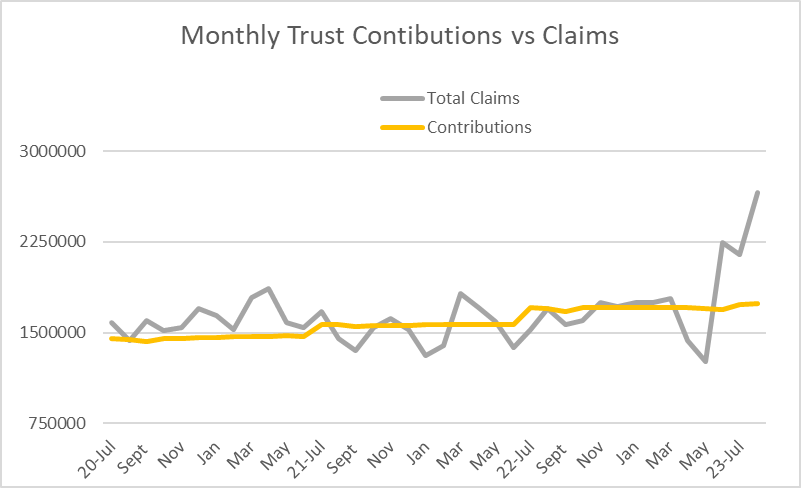 Monthly Trust Contibutions vs Claims
Total Claims
Contributions
3000000
2250000
1500000
750000
20-Jul
Sept
Nov
Jan
Mar
May
21-Jul
Sept
Nov
Jan
Mar
May
22-Jul
Sept
Nov
Jan
Mar
May
23-Jul